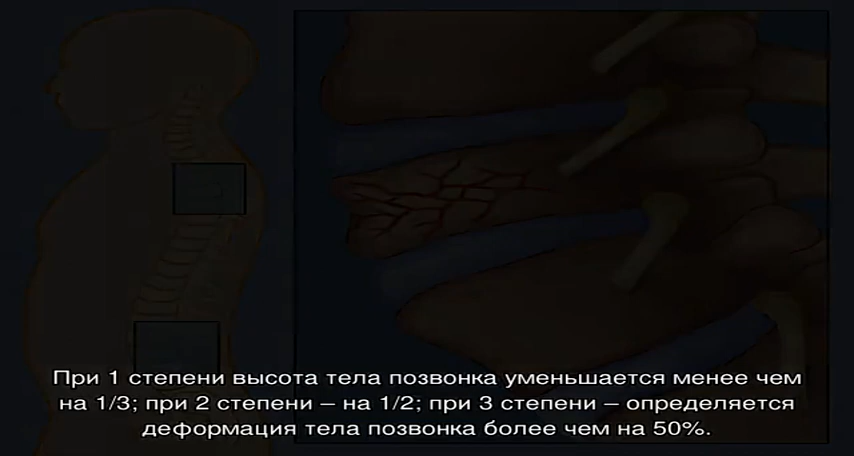 При 1 степени высота тела позвонка уменьшается менее чем
на 1/3; при 2 степени – на 1/2; при 3 степени – определяется
деформация тела позвонка более чем на 50%.